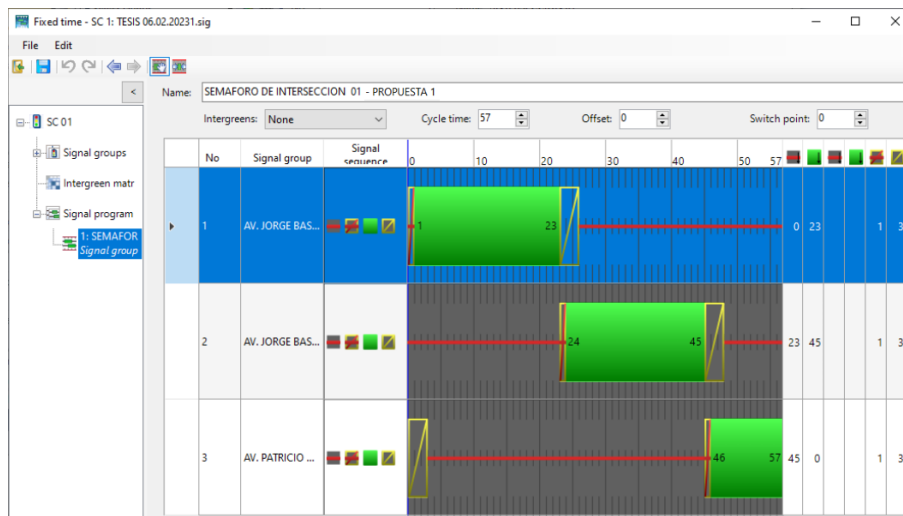 Fixed time - SC 1: TESIS 06.02.20231.sig
File Edit
< Name: SEMAFORO DE INTERSECCION 01 - PROPUESTA 1
Intergreens: None Cycle time: 57 Offset: 0 Switch point: 0
SC 01
Signal groups
Intergreen matr
Signal program
1: SEMAFOR
Signal group
No Signal group Signal sequence 0 10 20 30 40 50 57
1 AV. JORGE BAS... 1 23 0 23 1 3
2 AV. JORGE BAS... 24 45 23 45 1 3
3 AV. PATRICIO ... 46 57 45 0 1 3